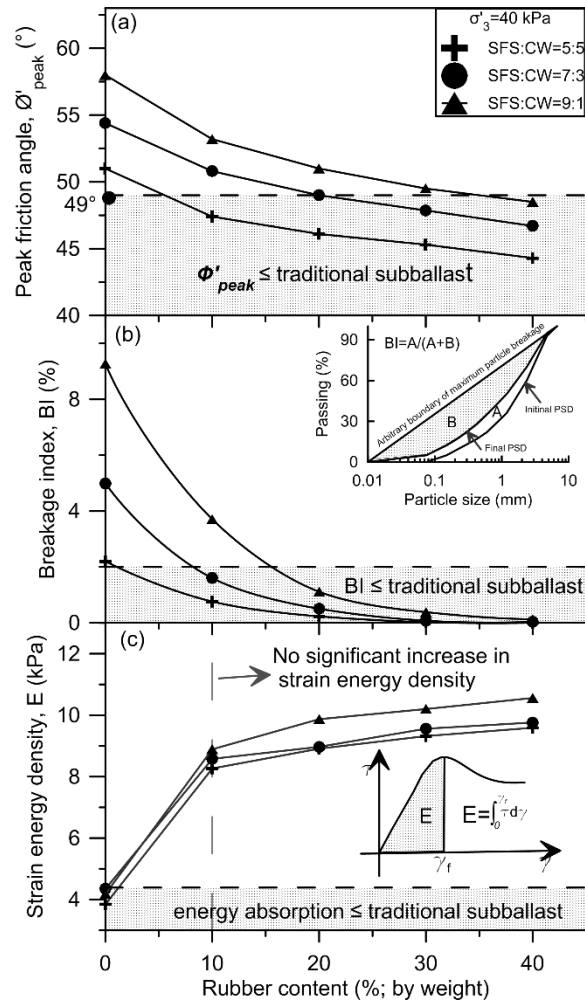 (a)
σ'3=40 kPa
SFS:CW=5:5
SFS:CW=7:3
SFS:CW=9:1
Peak friction angle, Ø'peak (°)
60
55
50
49°
45
40
Φ'peak ≤ traditional subballast
(b)
Breakage index, BI (%)
8
4
2
0
BI=A/(A+B)
Passing (%)
90
60
30
0
Arbitrary boundary of maximum particle breakage
B
A
Initinal PSD
Final PSD
0.01
0.1
1
10
Particle size (mm)
BI ≤ traditional subballast
(c)
Strain energy density, E (kPa)
12
10
8
6
4
2
No significant increase in
strain energy density
τ
E
E=∫0γfτdγ
γf
γ
energy absorption ≤ traditional subballast
0
10
20
30
40
Rubber content (%; by weight)